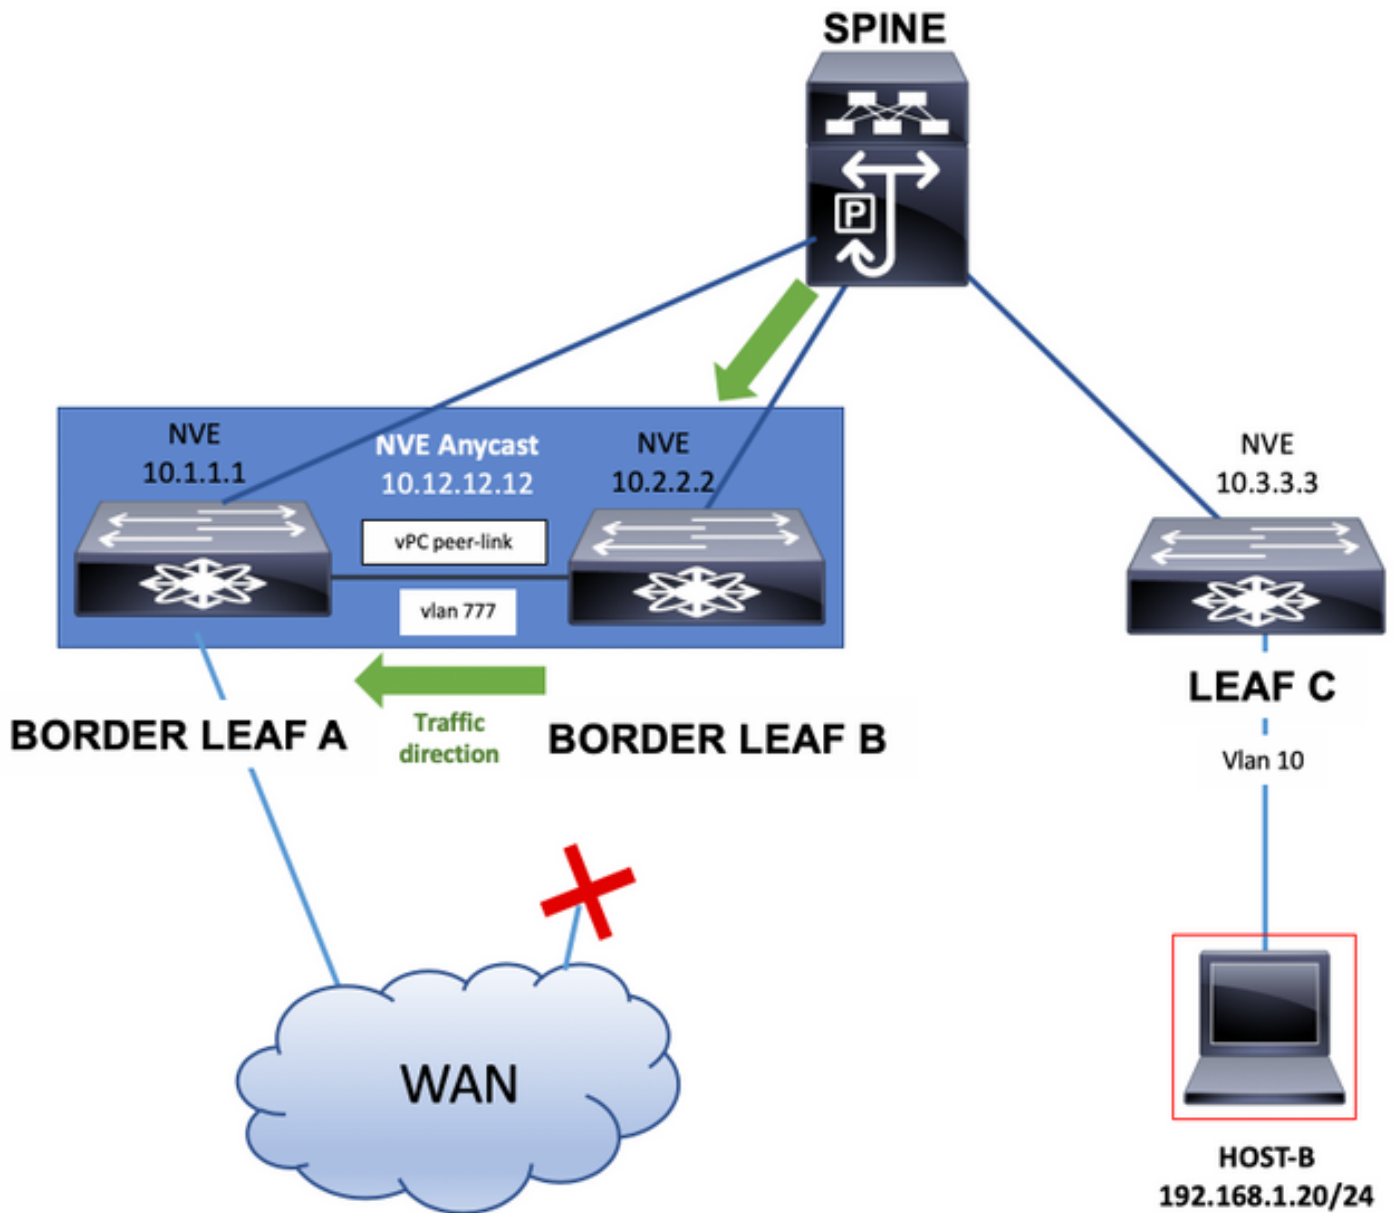 SPINE
P
NVE
10.1.1.1
NVE Anycast
10.12.12.12
NVE
10.2.2.2
NVE
10.3.3.3
vPC peer-link
vlan 777
BORDER LEAF A
Traffic
direction
BORDER LEAF B
LEAF C
Vlan 10
WAN
HOST-B
192.168.1.20/24